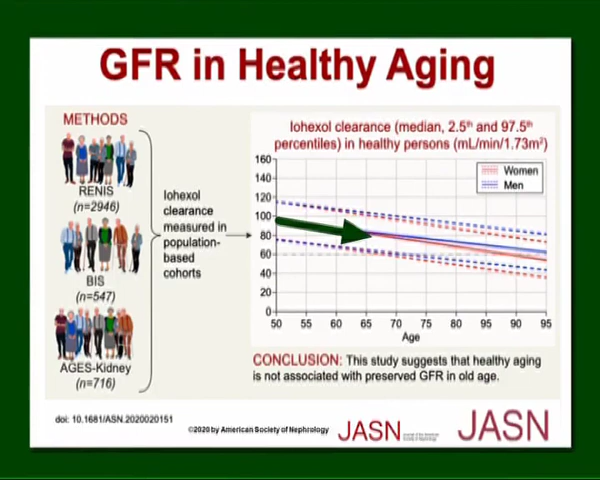 GFR in Healthy Aging
METHODS
RENIS
(n=2946)
BIS
(n=547)
AGES-Kidney
(n=716)
Iohexol
clearance
measured in
population-
based
cohorts
Iohexol clearance (median, 2.5th and 97.5th
percentiles) in healthy persons (mL/min/1.73m2)
160
140
120
100
80
60
40
20
0
Women
Men
50 55 60 65 70 75 80 85 90 95
Age
CONCLUSION: This study suggests that healthy aging
is not associated with preserved GFR in old age.
doi: 10.1681/ASN.2020020151
©2020 by American Society of Nephrology
JASN
JASN